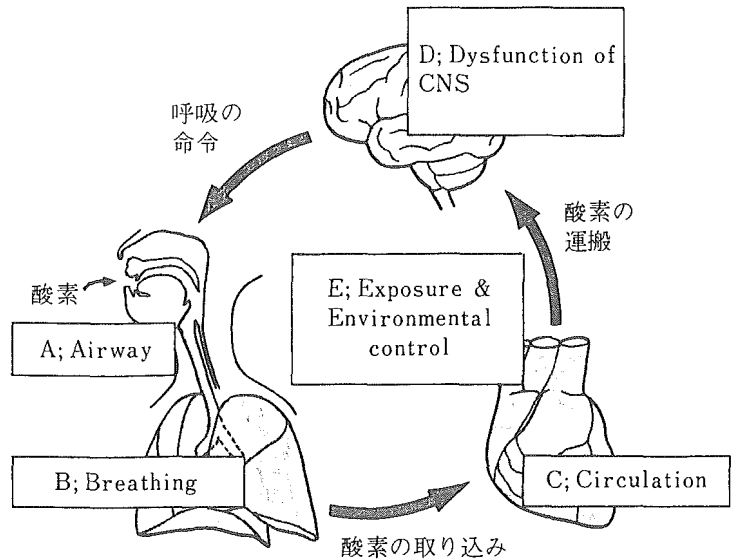 D; Dysfunction of
CNS
呼吸の
命令
酸素の
運搬
酸素
E; Exposure &
Environmental
control
A; Airway
B; Breathing
C; Circulation
酸素の取り込み